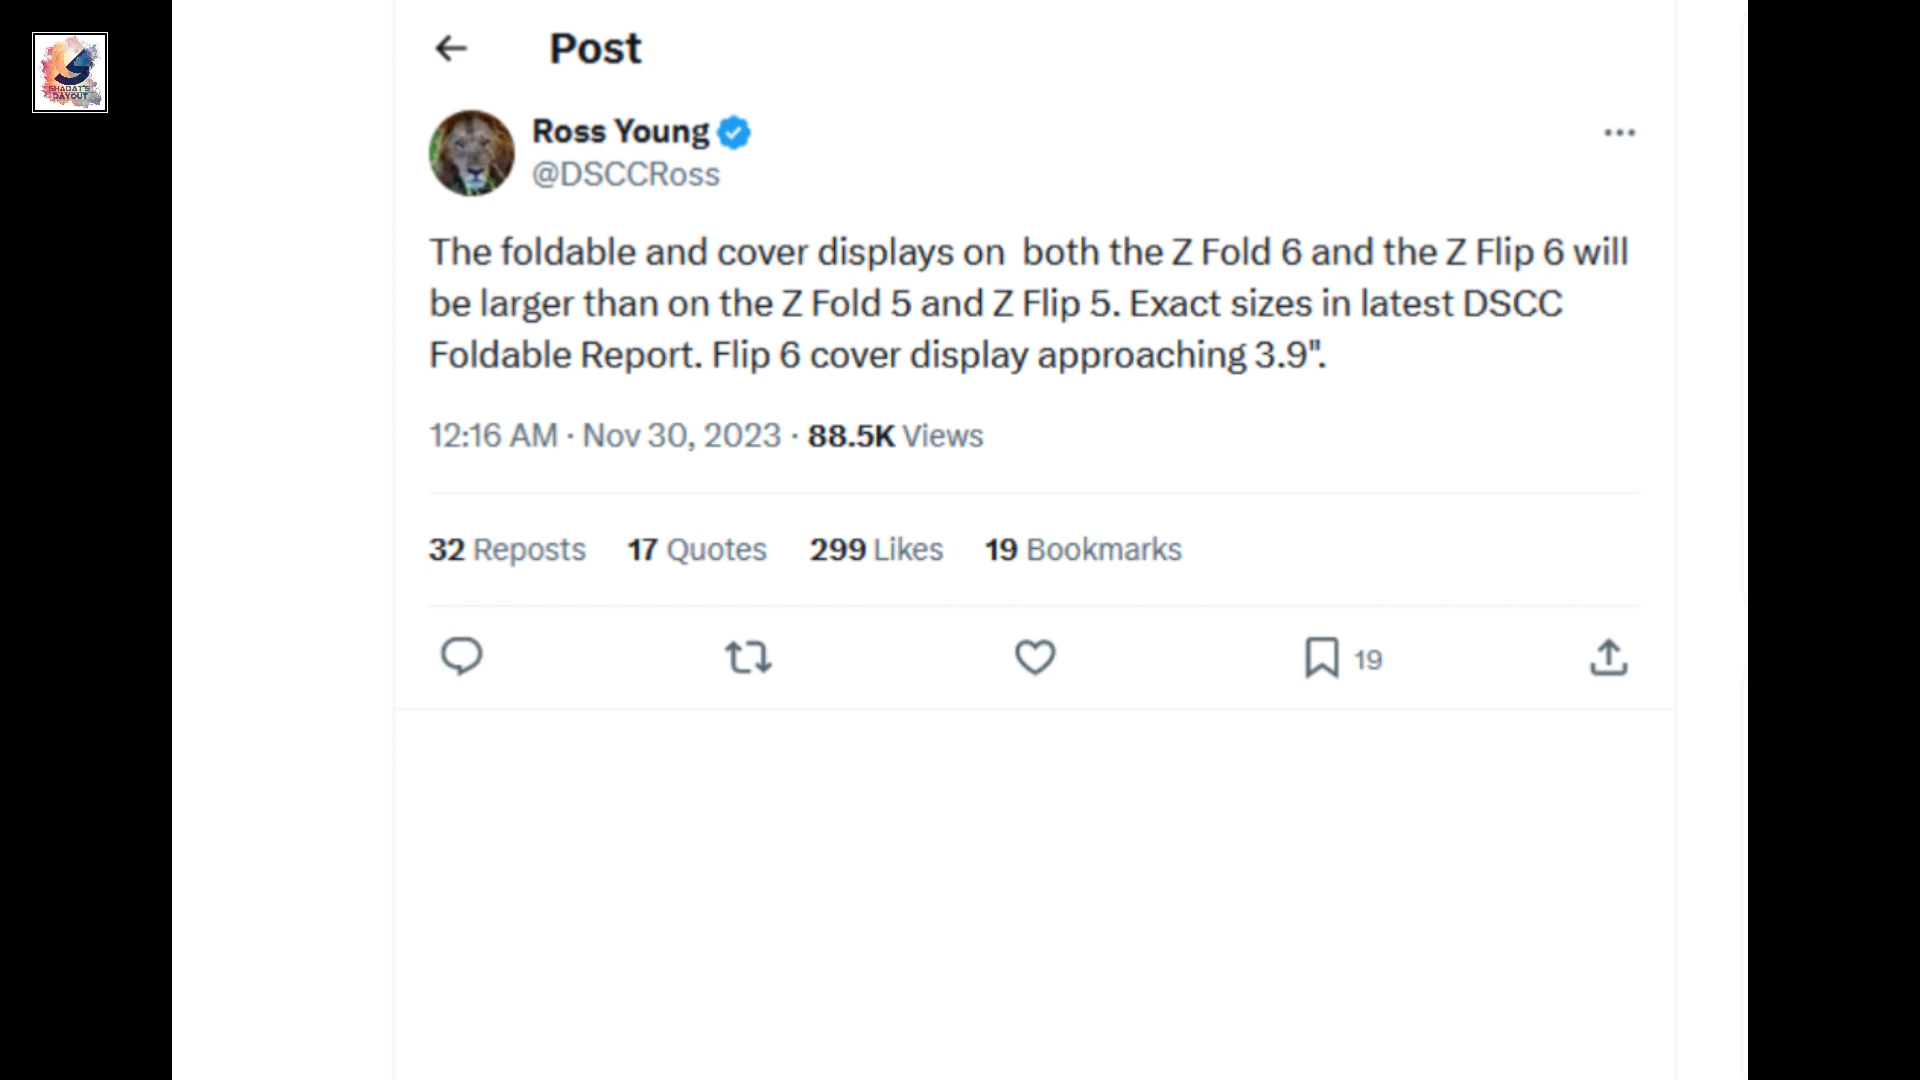 SHADAT'S
DAYOUT
Post
Ross Young
@DSCCRoss
The foldable and cover displays on  both the Z Fold 6 and the Z Flip 6 will
be larger than on the Z Fold 5 and Z Flip 5. Exact sizes in latest DSCC
Foldable Report. Flip 6 cover display approaching 3.9".
12:16 AM · Nov 30, 2023 · 88.5K Views
32 Reposts 17 Quotes 299 Likes 19 Bookmarks
19